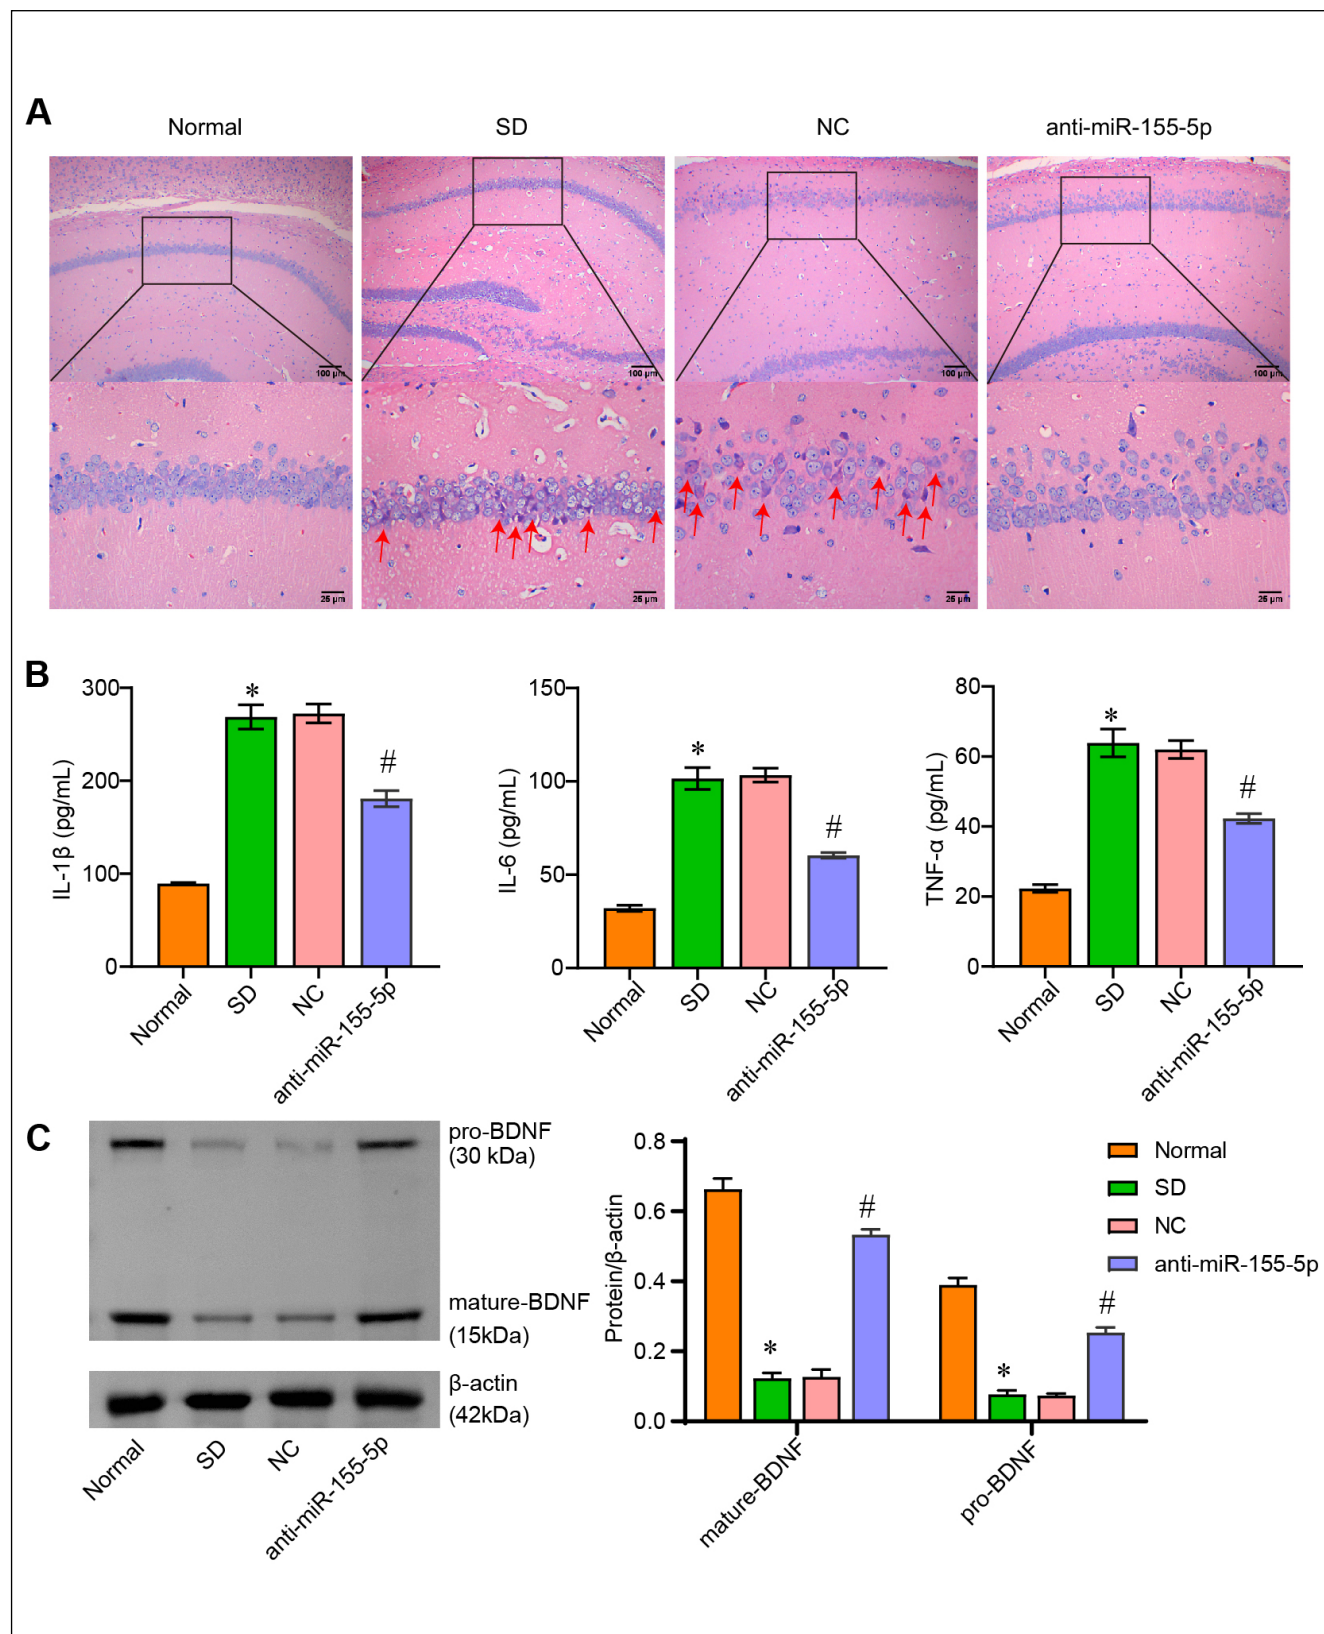 A
Normal
SD
NC
anti-miR-155-5p
100 μm
100 μm
100 μm
100 μm
25 μm
25 μm
25 μm
25 μm
B
IL-1β (pg/mL)
300
200
100
0
*
#
Normal
SD
NC
anti-miR-155-5p
IL-6 (pg/mL)
150
100
50
0
*
#
Normal
SD
NC
anti-miR-155-5p
TNF-α (pg/mL)
80
60
40
20
0
*
#
Normal
SD
NC
anti-miR-155-5p
C
pro-BDNF
(30 kDa)
mature-BDNF
(15kDa)
β-actin
(42kDa)
Normal
SD
NC
anti-miR-155-5p
Protein/β-actin
0.8
0.6
0.4
0.2
0.0
*
#
*
#
mature-BDNF
pro-BDNF
Normal
SD
NC
anti-miR-155-5p